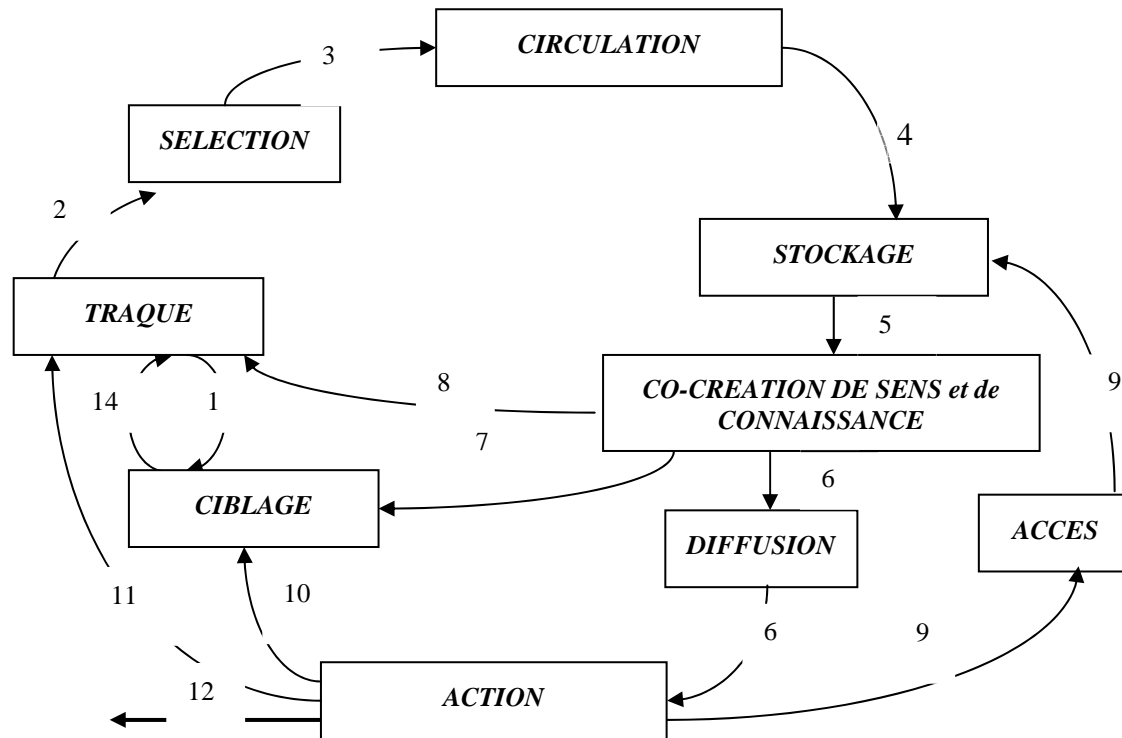 CIRCULATION
3
SELECTION
4
2
STOCKAGE
TRAQUE
5
8
CO-CREATION DE SENS et de
CONNAISSANCE
9
14
1
7
6
CIBLAGE
DIFFUSION
ACCES
11
10
6
9
12
ACTION